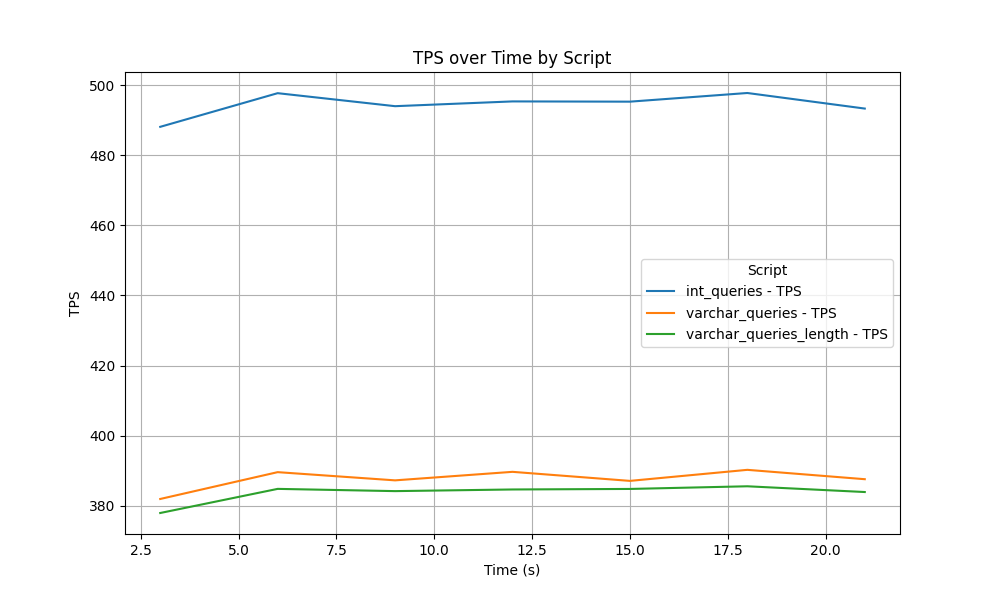 TPS over Time by Script
500
480
460
440
420
400
380
TPS
Script
int_queries - TPS
varchar_queries - TPS
varchar_queries_length - TPS
2.5 5.0 7.5 10.0 12.5 15.0 17.5 20.0
Time (s)